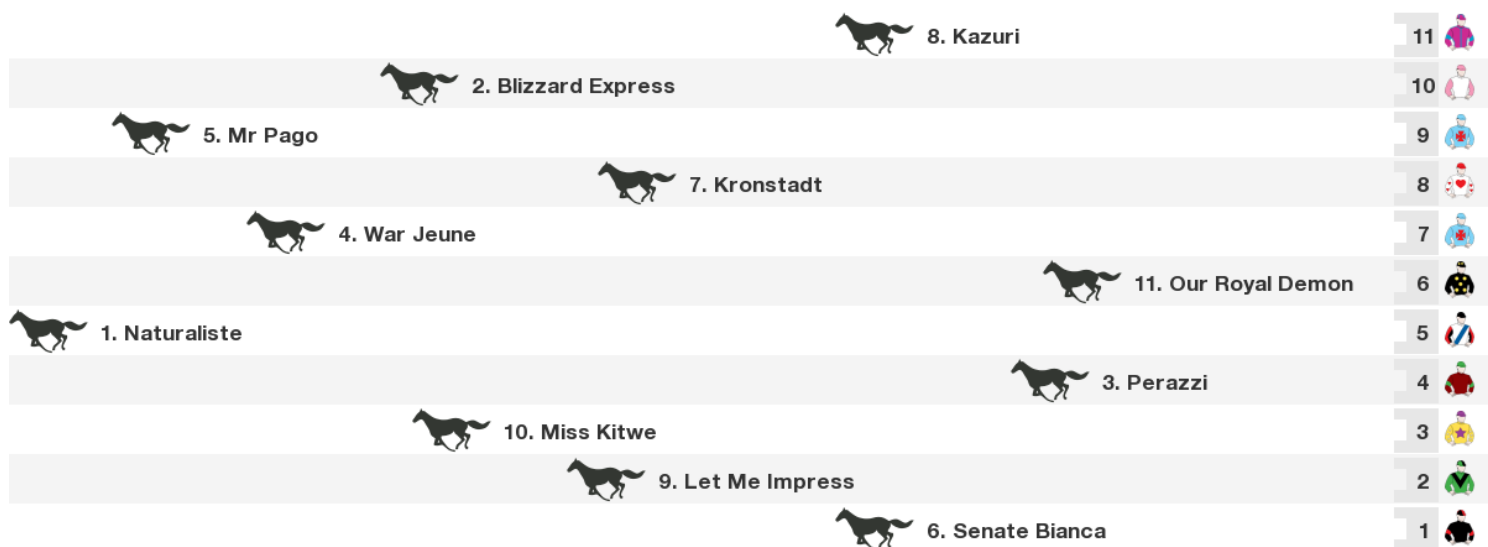 8. Kazuri 11
2. Blizzard Express 10
5. Mr Pago 9
7. Kronstadt 8
4. War Jeune 7
11. Our Royal Demon 6
1. Naturaliste 5
3. Perazzi 4
10. Miss Kitwe 3
9. Let Me Impress 2
6. Senate Bianca 1